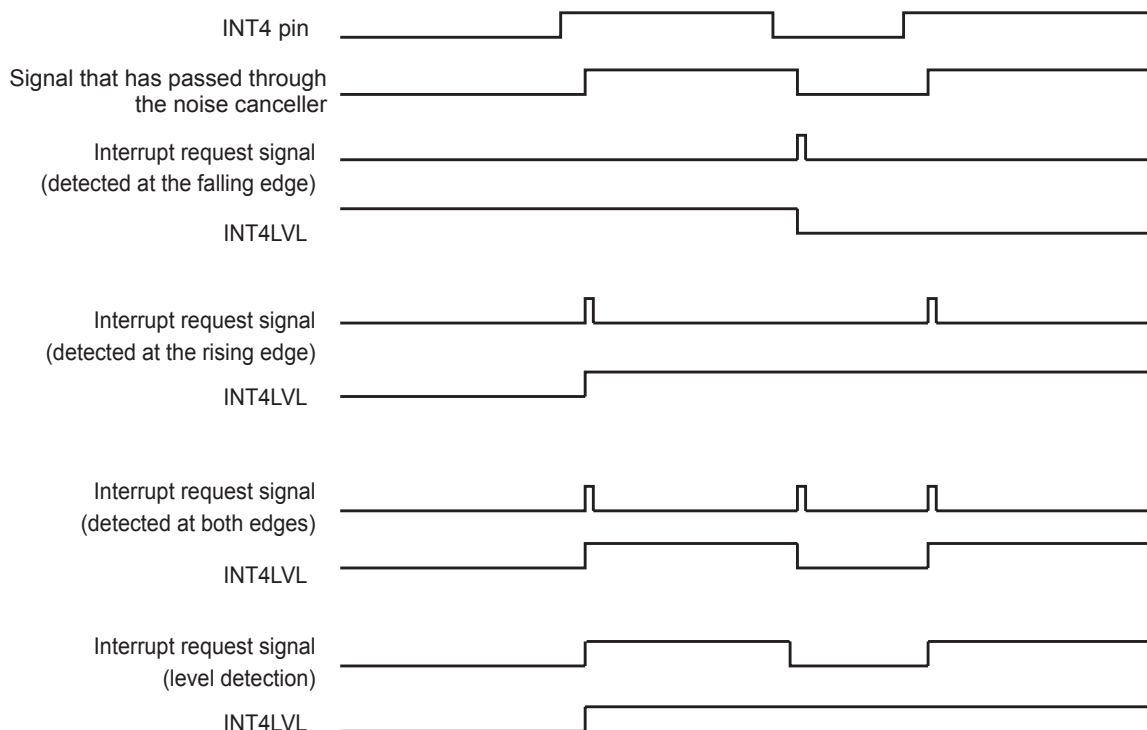 INT4 pin
Signal that has passed through
the noise canceller
Interrupt request signal
(detected at the falling edge)
INT4LVL
Interrupt request signal
(detected at the rising edge)
INT4LVL
Interrupt request signal
(detected at both edges)
INT4LVL
Interrupt request signal
(level detection)
INT4LVL